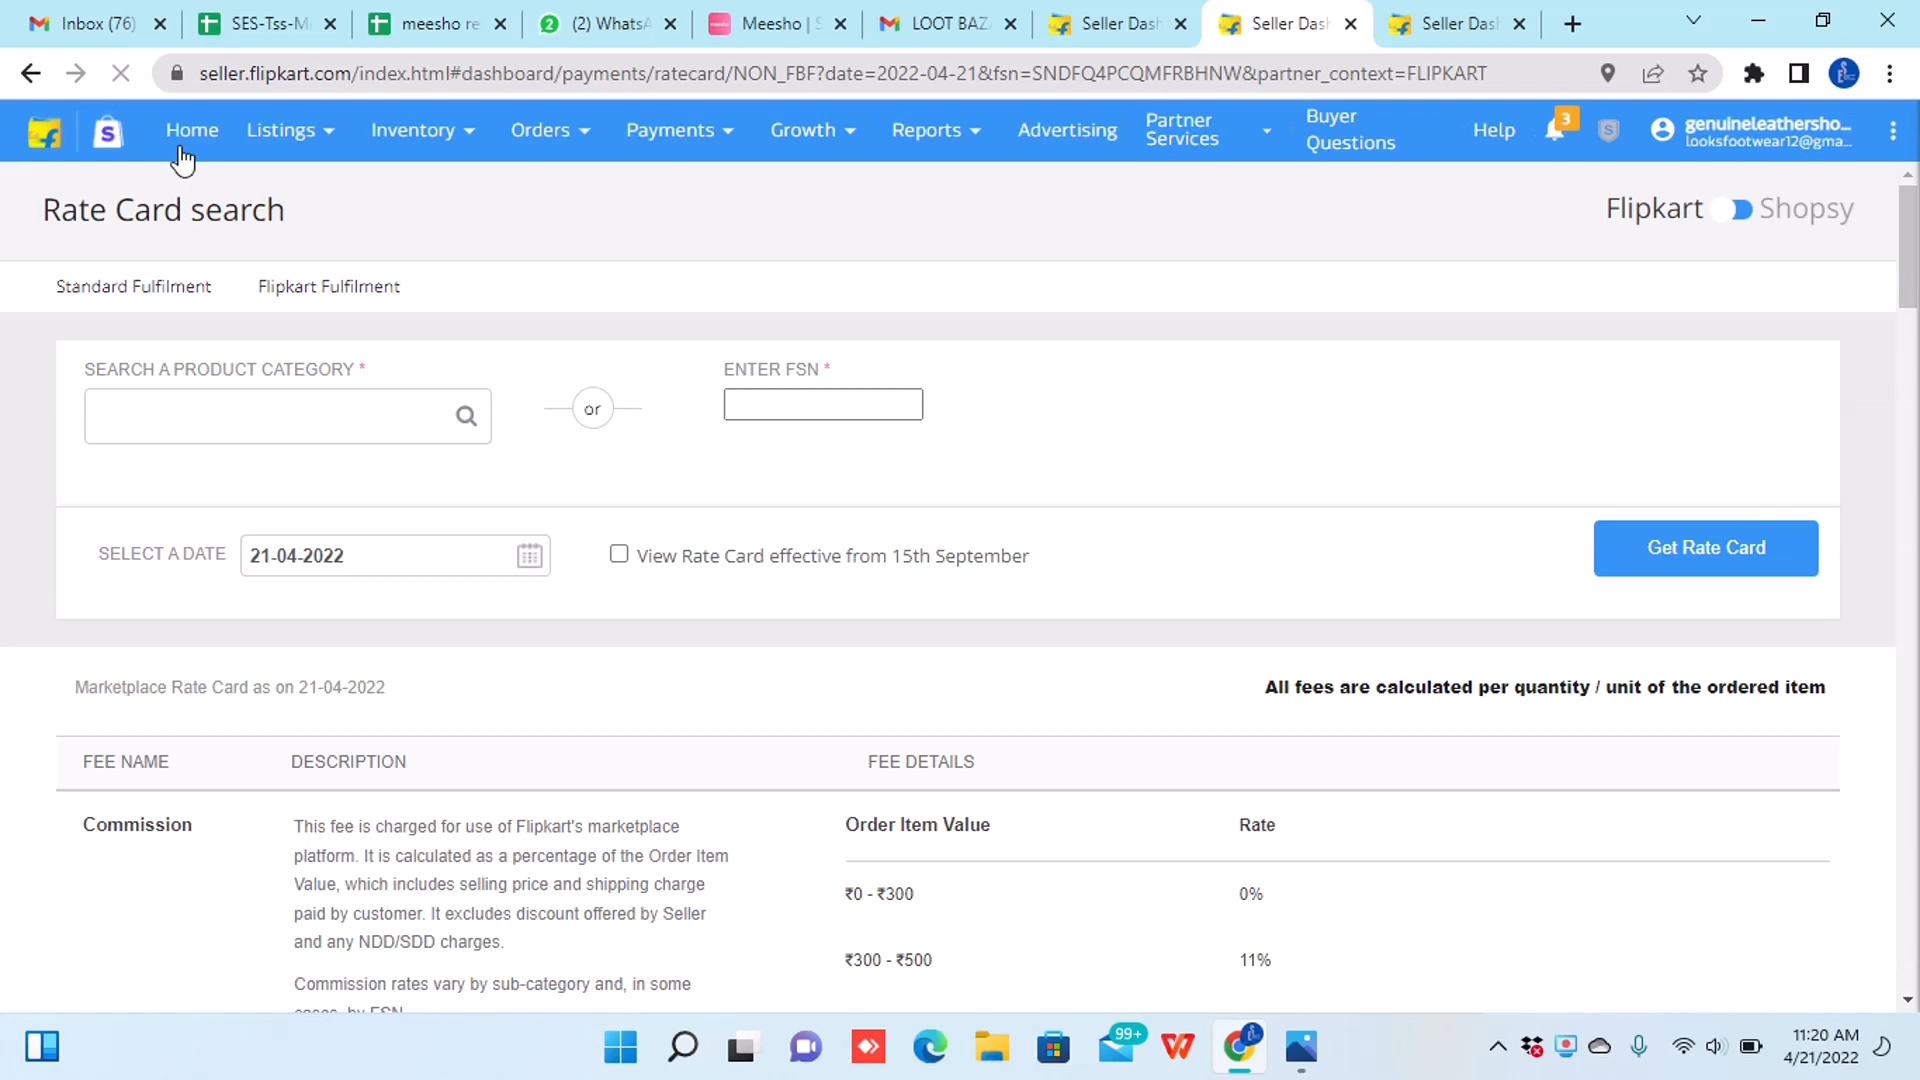 Inbox (76)
SES-Tss-M
meesho re
(2) WhatsA
Meesho | S
LOOT BAZ
Seller Dash
Seller Dash
Seller Dash
seller.flipkart.com/index.html#dashboard/payments/ratecard/NON_FBF?date=2022-04-21&fsn=SNDFQ4PCQMFRBHNW&partner_context=FLIPKART
Home
Listings
Inventory
Orders
Payments
Growth
Reports
Advertising
Partner Services
Buyer Questions
Help
3
genuineleathersho...
looksfootwear12@gma...
Rate Card search
Flipkart Shopsy
Standard Fulfilment Flipkart Fulfilment
SEARCH A PRODUCT CATEGORY *
or
ENTER FSN *
SELECT A DATE 21-04-2022
View Rate Card effective from 15th September
Get Rate Card
Marketplace Rate Card as on 21-04-2022
All fees are calculated per quantity / unit of the ordered item
FEE NAME DESCRIPTION FEE DETAILS
Commission
This fee is charged for use of Flipkart's marketplace
platform. It is calculated as a percentage of the Order Item
Value, which includes selling price and shipping charge
paid by customer. It excludes discount offered by Seller
and any NDD/SDD charges.
Commission rates vary by sub-category and, in some
cases, by FSN
Order Item Value Rate
₹0 - ₹300 0%
₹300 - ₹500 11%
99+
11:20 AM
4/21/2022